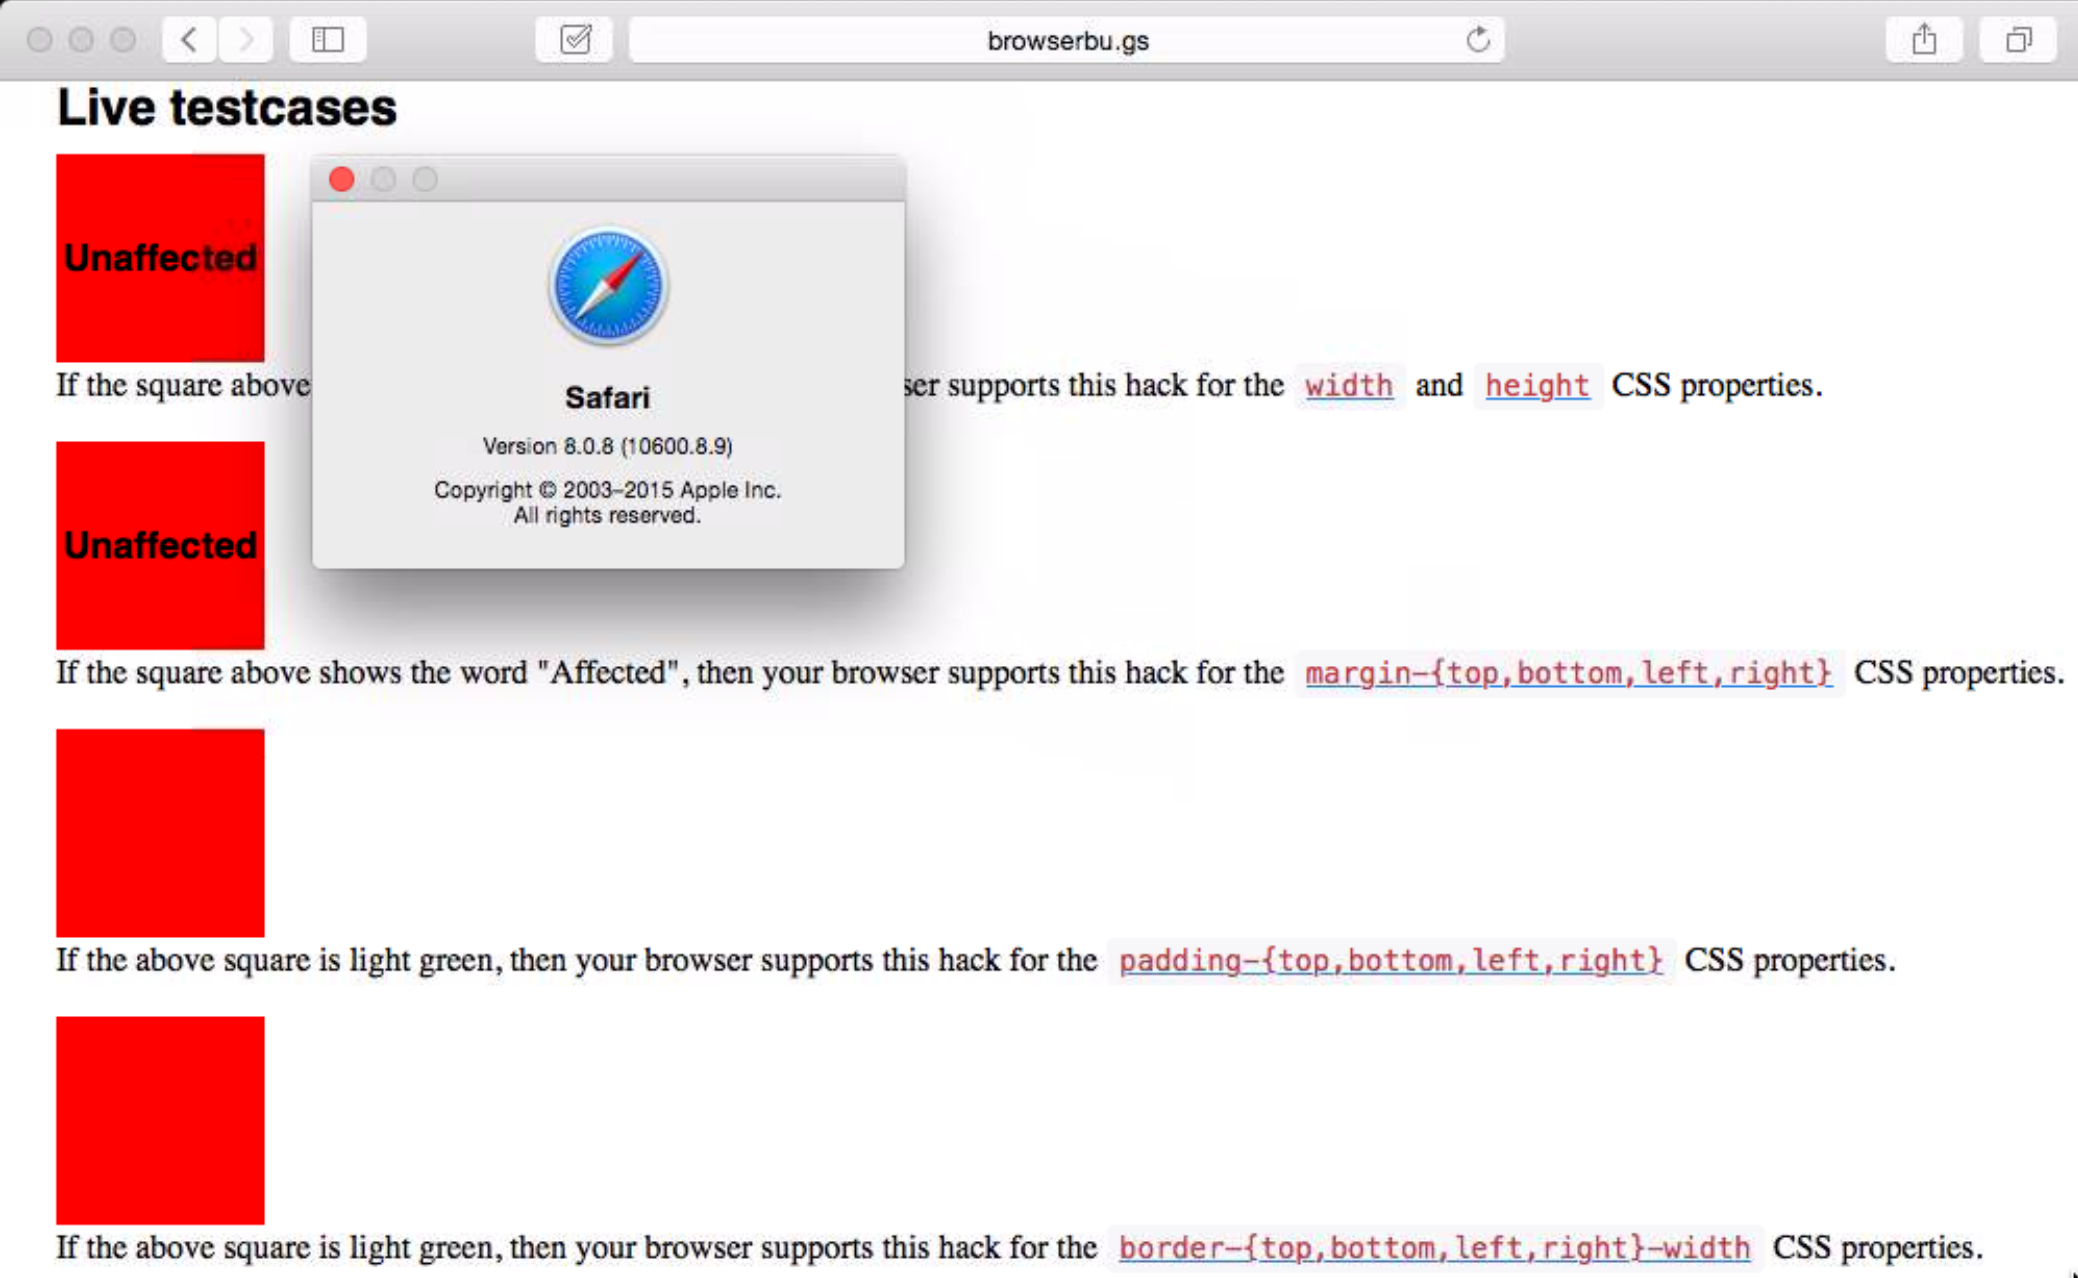 browserbu.gs
Live testcases
Unaffected
Safari
Version 8.0.8 (10600.8.9)
Copyright © 2003–2015 Apple Inc.
All rights reserved.
If the square above ser supports this hack for the width and height CSS properties.
Unaffected
If the square above shows the word "Affected", then your browser supports this hack for the margin-{top,bottom,left,right} CSS properties.
If the above square is light green, then your browser supports this hack for the padding-{top,bottom,left,right} CSS properties.
If the above square is light green, then your browser supports this hack for the border-{top,bottom,left,right}-width CSS properties.